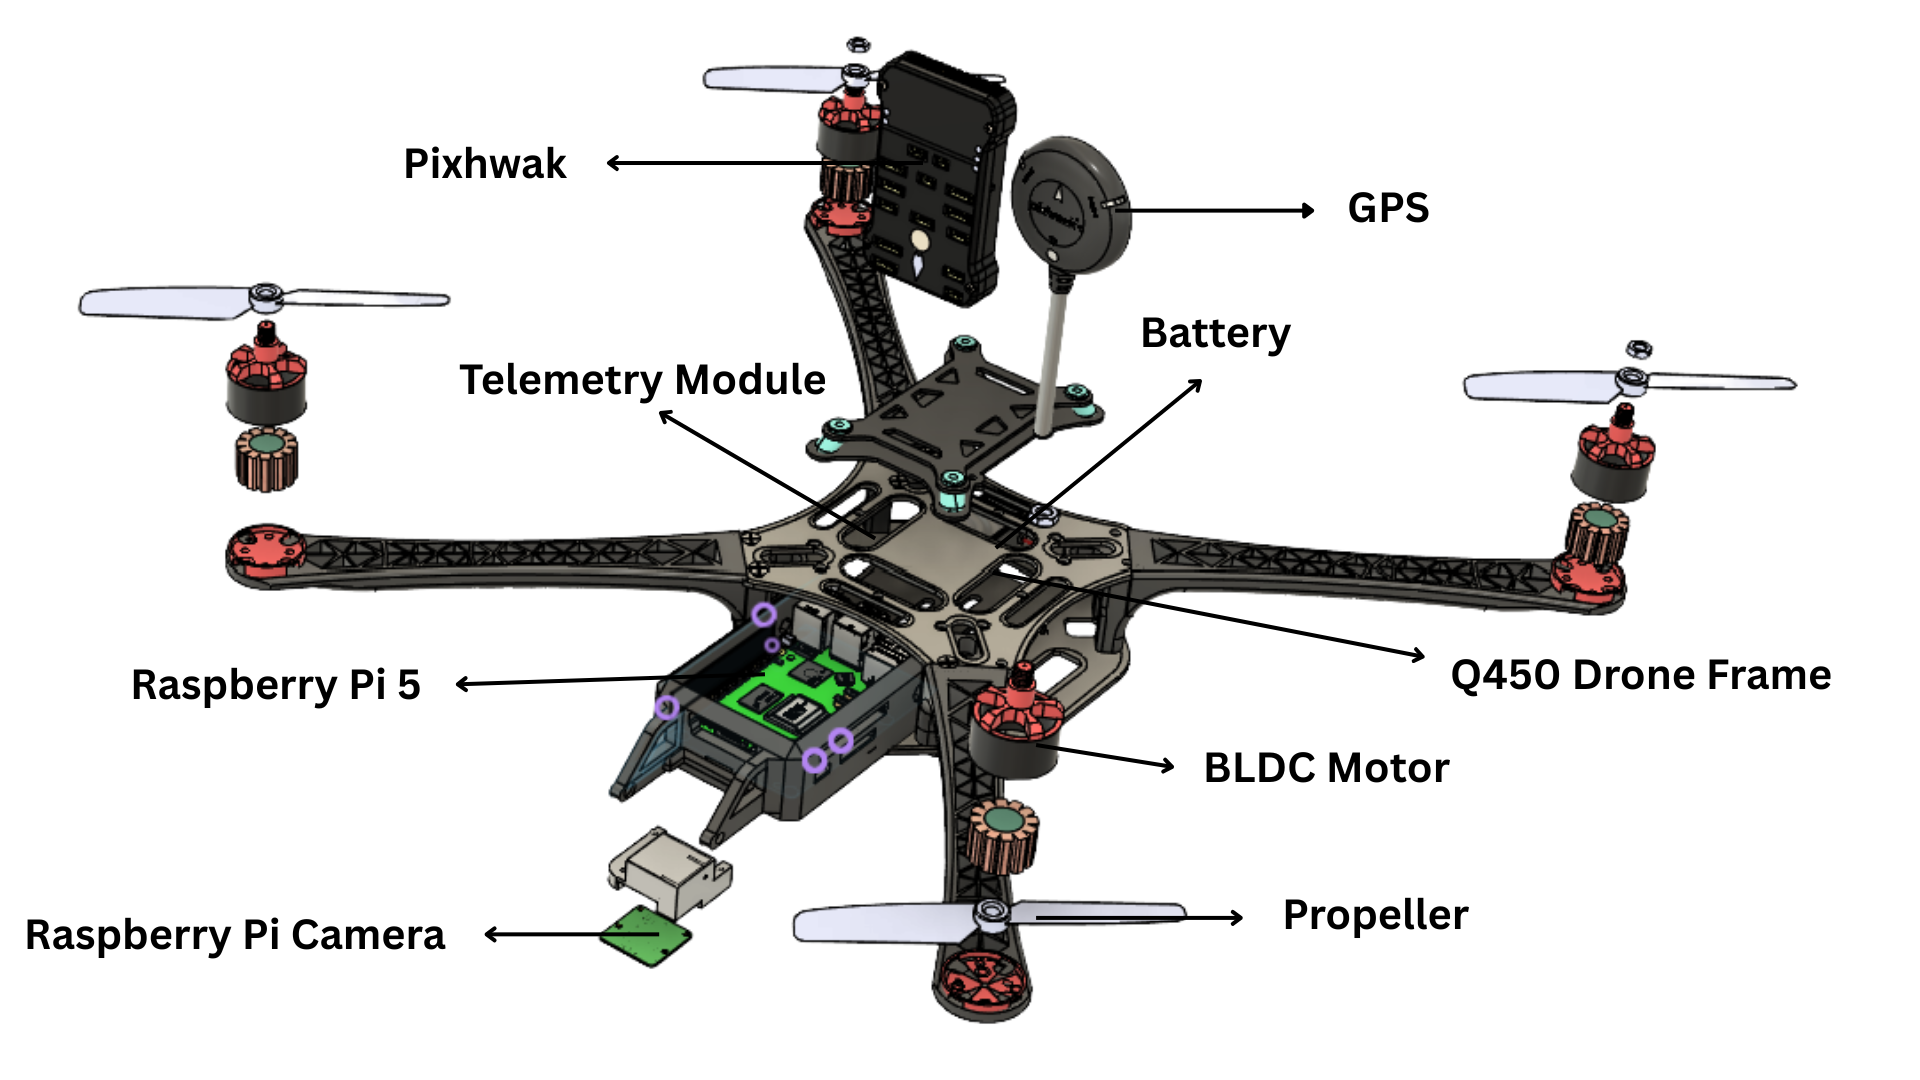 Pixhwak
GPS
Battery
Telemetry Module
Raspberry Pi 5
Q450 Drone Frame
BLDC Motor
Propeller
Raspberry Pi Camera